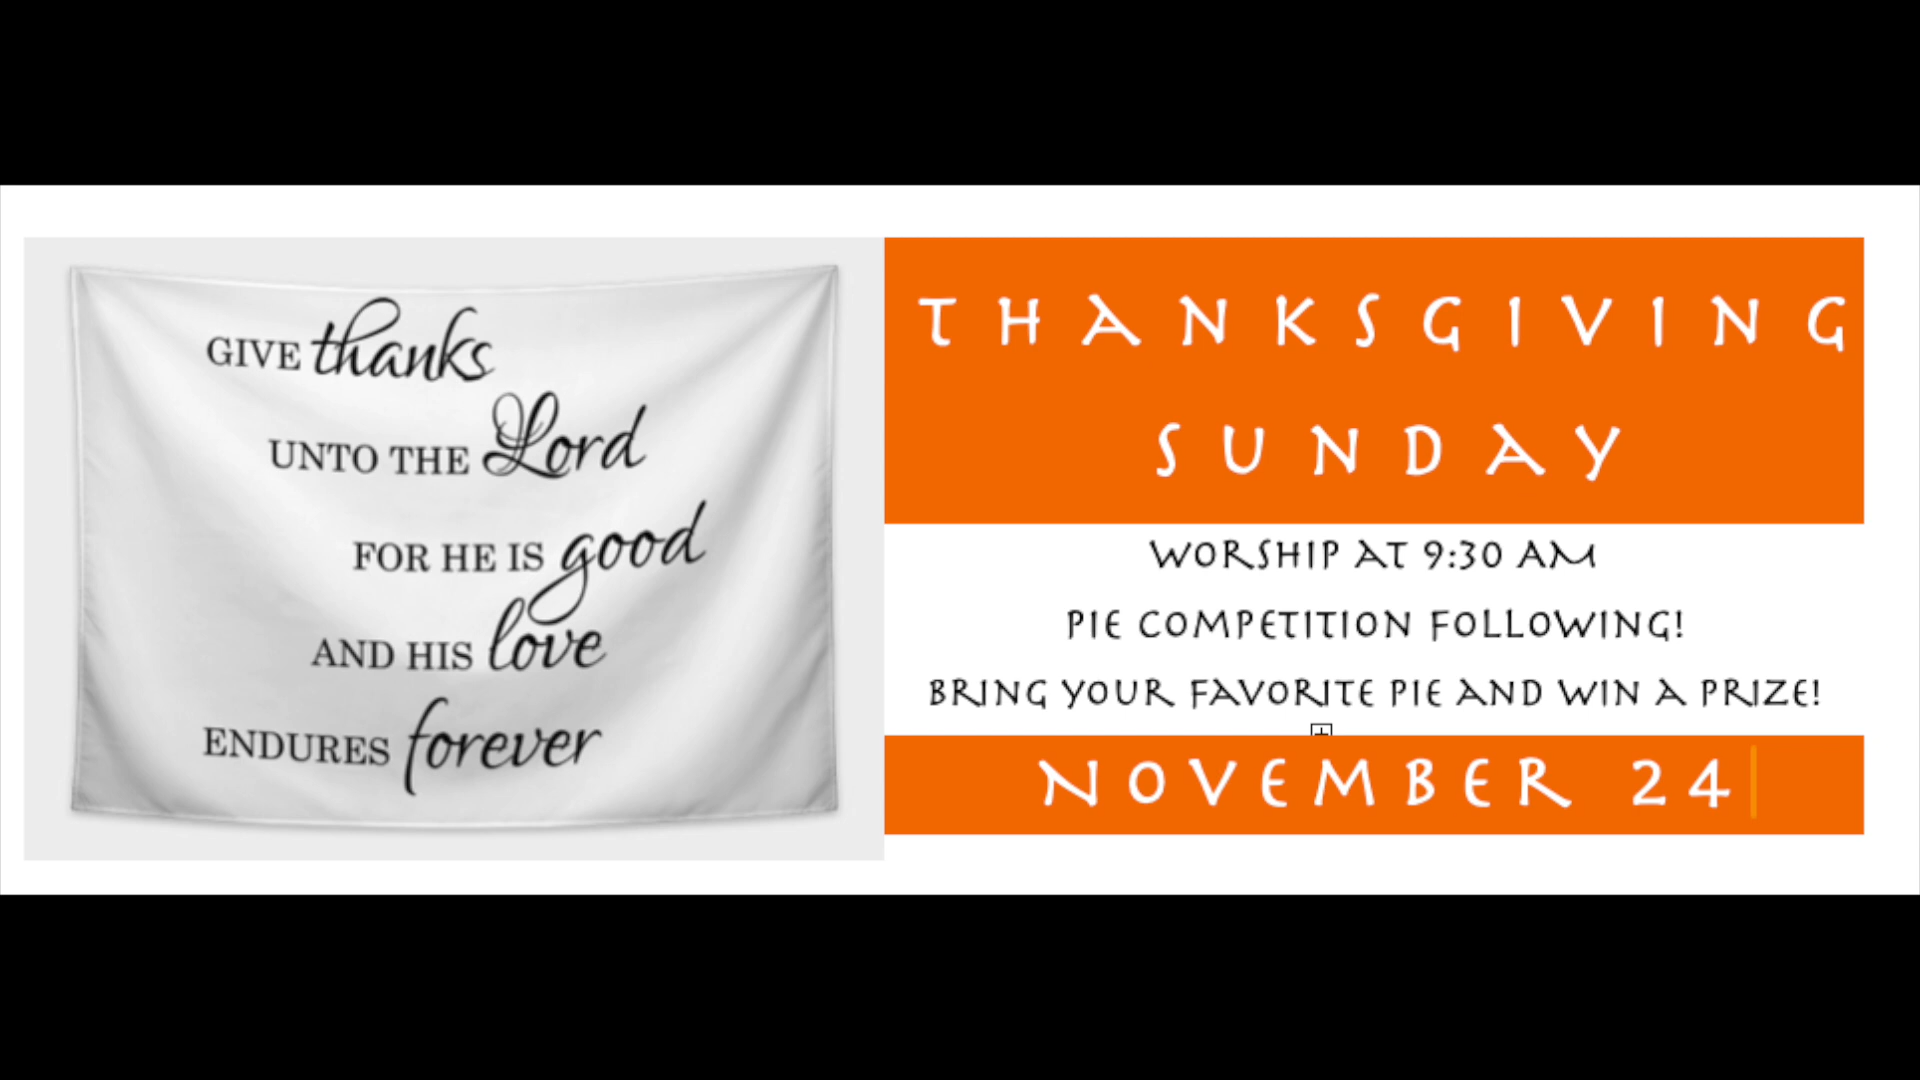 GIVE thanks
UNTO THE Lord
FOR HE IS good
AND HIS love
ENDURES forever
THANKSGIVING
SUNDAY
WORSHIP AT 9:30 AM
PIE COMPETITION FOLLOWING!
BRING YOUR FAVORITE PIE AND WIN A PRIZE!
NOVEMBER 24